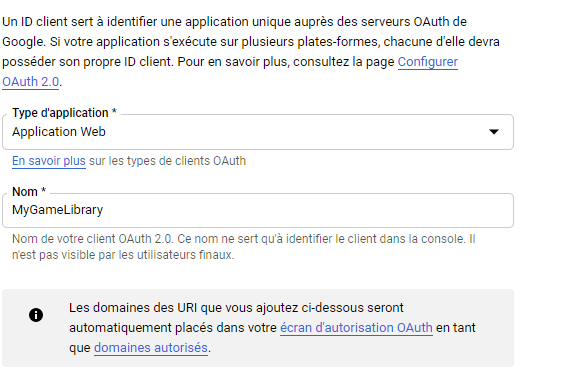 Un ID client sert à identifier une application unique auprès des serveurs OAuth de
Google. Si votre application s'exécute sur plusieurs plates-formes, chacune d'elle devra
posséder son propre ID client. Pour en savoir plus, consultez la page Configurer
OAuth 2.0.
Type d'application *
Application Web
En savoir plus sur les types de clients OAuth
Nom *
MyGameLibrary
Nom de votre client OAuth 2.0. Ce nom ne sert qu'à identifier le client dans la console. Il
n'est pas visible par les utilisateurs finaux.
Les domaines des URI que vous ajoutez ci-dessous seront
automatiquement placés dans votre écran d'autorisation OAuth en tant
que domaines autorisés.